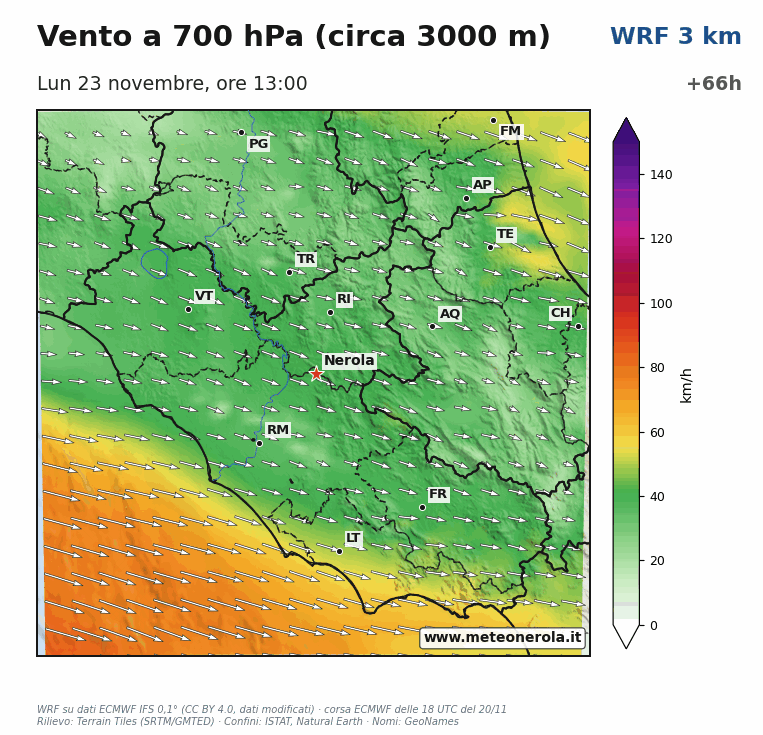 Vento a 700 hPa (circa 3000 m)
WRF 3 km
Lun 23 novembre, ore 13:00
+66h
FM
PG
AP
TE
TR
VT
RI
AQ
CH
Nerola
RM
FR
LT
www.meteonerola.it
140
120
100
80
60
40
20
0
km/h
WRF su dati ECMWF IFS 0,1° (CC BY 4.0, dati modificati) · corsa ECMWF delle 18 UTC del 20/11
Rilievo: Terrain Tiles (SRTM/GMTED) · Confini: ISTAT, Natural Earth · Nomi: GeoNames